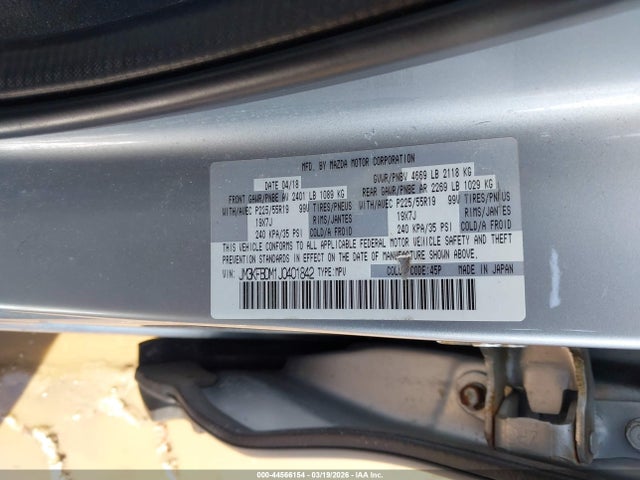 MFD. BY MAZDA MOTOR CORPORATION
DATE 04/18 GVWR/PNBV 4669 LB 2118 KG
FRONT GAWR/PNBE AV 2401 LB 1089 KG REAR GAWR/PNBE AR 2269 LB 1029 KG
WITH/AVEC P225/55R19 99V TIRES/PNEUS WITH/AVEC P225/55R19 99V TIRES/PNEUS
19X7J RIMS/JANTES 19X7J RIMS/JANTES
240 KPA/35 PSI COLD/A FROID 240 KPA/35 PSI COLD/A FROID
THIS VEHICLE CONFORMS TO ALL APPLICABLE FEDERAL MOTOR VEHICLE SAFETY, BUMPER, AND THEFT
PREVENTION STANDARDS IN EFFECT ON THE DATE OF MANUFACTURE SHOWN ABOVE.
VIN: JM3KFBDM1J0401842 TYPE: MPV COLOR CODE: 45P MADE IN JAPAN
000-44566154 - 03/19/2026 - IAA Inc.